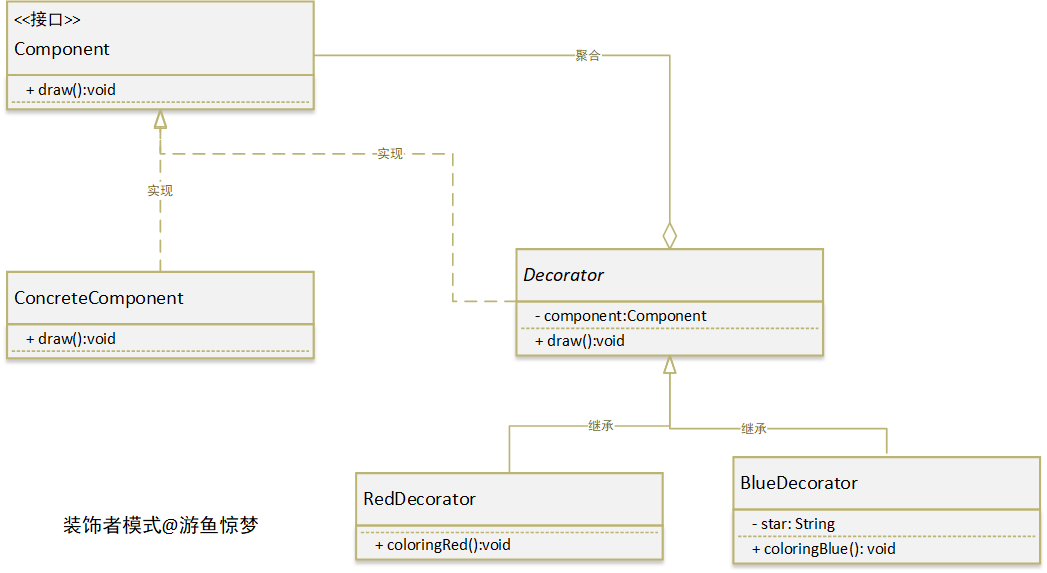 <<接口>>
Component
+ draw():void
聚合
实现
实现
ConcreteComponent
+ draw():void
Decorator
- component:Component
+ draw():void
继承
继承
RedDecorator
+ coloringRed():void
BlueDecorator
- star: String
+ coloringBlue(): void
装饰者模式@游鱼惊梦